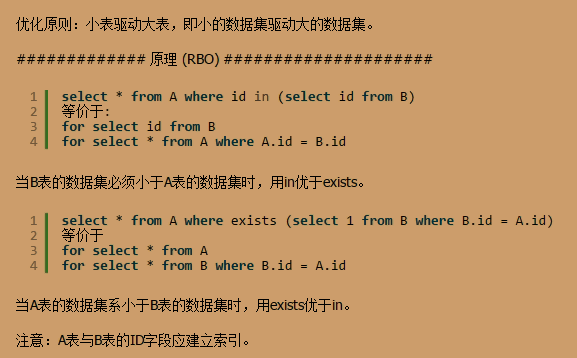 优化原则：小表驱动大表，即小的数据集驱动大的数据集。
############# 原理 (RBO) #####################
1 select * from A where id in (select id from B)
2 等价于:
3 for select id from B
4 for select * from A where A.id = B.id
当B表的数据集必须小于A表的数据集时，用in优于exists。
1 select * from A where exists (select 1 from B where B.id = A.id)
2 等价于
3 for select * from A
4 for select * from B where B.id = A.id
当A表的数据集系小于B表的数据集时，用exists优于in。
注意：A表与B表的ID字段应建立索引。